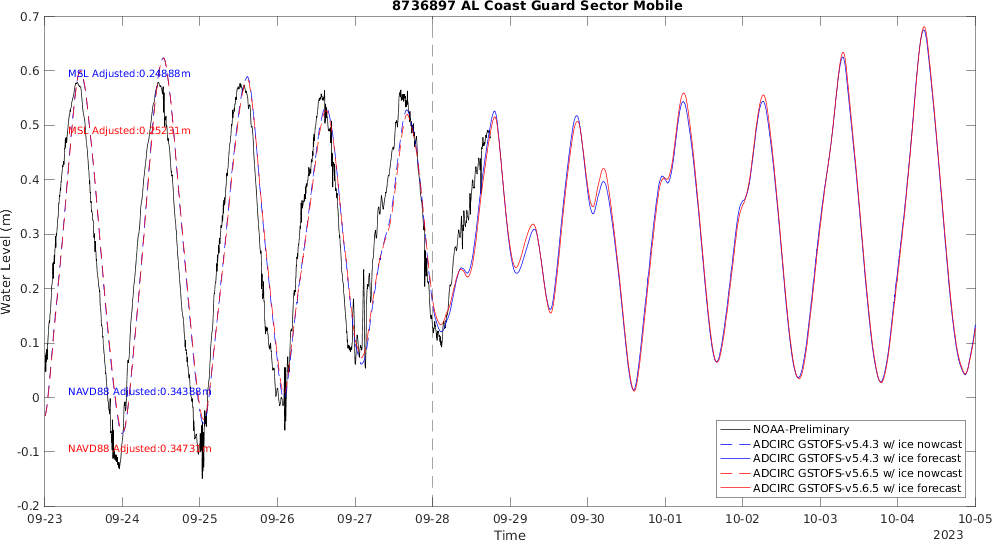 8736897 AL Coast Guard Sector Mobile
0.7
0.6
0.5
0.4
0.3
0.2
0.1
0
-0.1
-0.2
Water Level (m)
MSL Adjusted:0.24888m
MSL Adjusted:0.25231m
NAVD88 Adjusted:0.34388m
NAVD88 Adjusted:0.34731m
NOAA-Preliminary
ADCIRC GSTOFS-v5.4.3 w/ ice nowcast
ADCIRC GSTOFS-v5.4.3 w/ ice forecast
ADCIRC GSTOFS-v5.6.5 w/ ice nowcast
ADCIRC GSTOFS-v5.6.5 w/ ice forecast
09-23 09-24 09-25 09-26 09-27 09-28 09-29 09-30 10-01 10-02 10-03 10-04 10-05
Time
2023